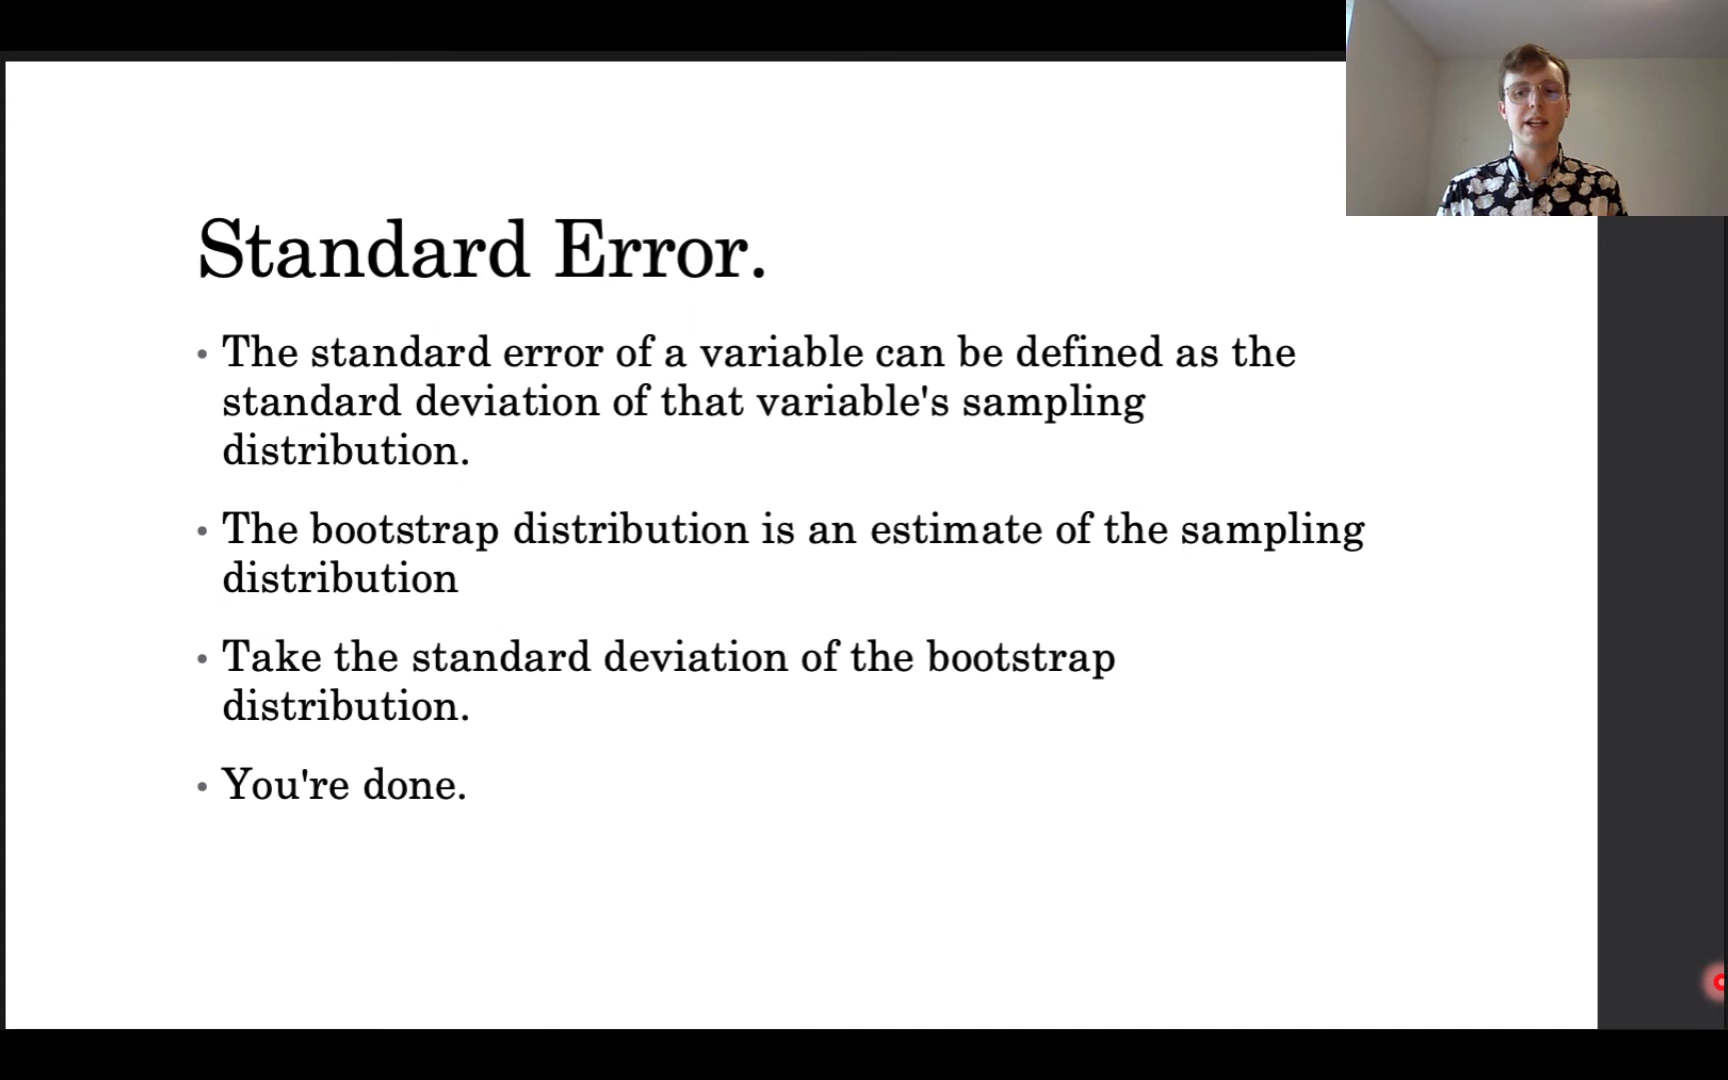 Standard Error.
• The standard error of a variable can be defined as the
standard deviation of that variable's sampling
distribution.
• The bootstrap distribution is an estimate of the sampling
distribution
• Take the standard deviation of the bootstrap
distribution.
• You're done.